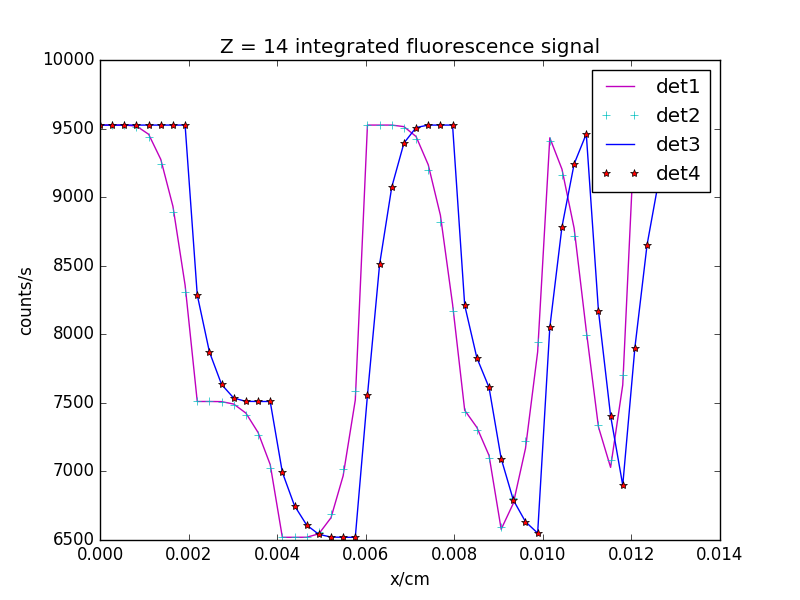 Z = 14 integrated fluorescence signal
10000
9500
9000
8500
8000
7500
7000
6500
counts/s
det1
det2
det3
det4
0.000 0.002 0.004 0.006 0.008 0.010 0.012 0.014
x/cm